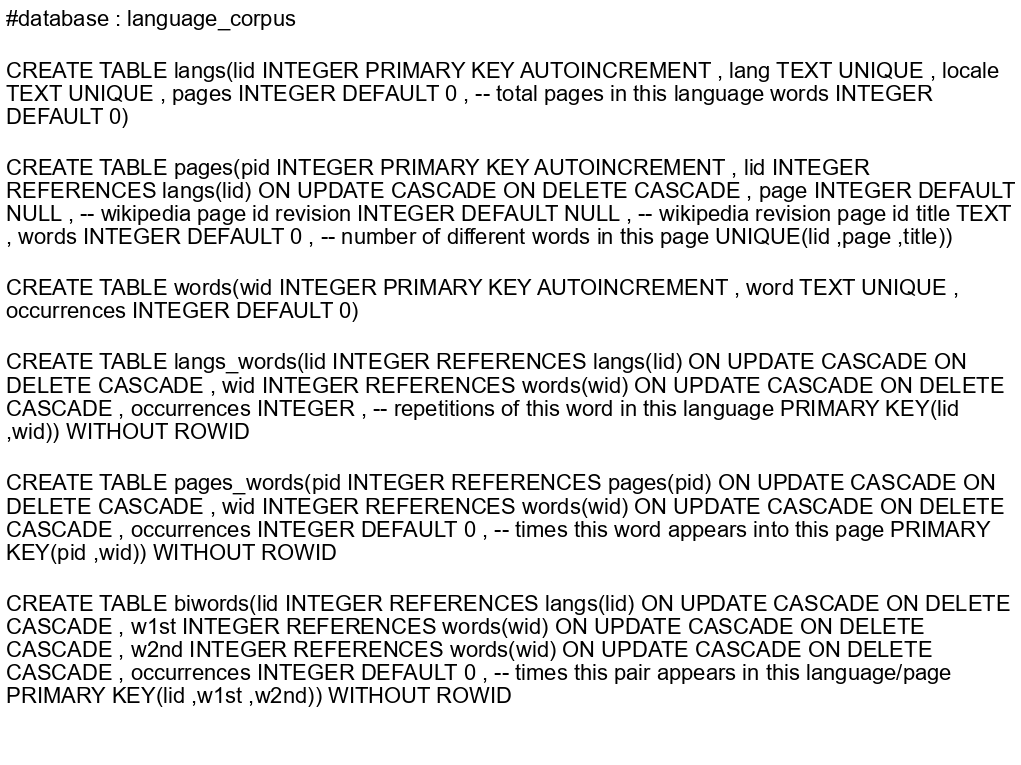 #database : language_corpus
CREATE TABLE langs(lid INTEGER PRIMARY KEY AUTOINCREMENT , lang TEXT UNIQUE , locale
TEXT UNIQUE , pages INTEGER DEFAULT 0 , -- total pages in this language words INTEGER
DEFAULT 0)
CREATE TABLE pages(pid INTEGER PRIMARY KEY AUTOINCREMENT , lid INTEGER
REFERENCES langs(lid) ON UPDATE CASCADE ON DELETE CASCADE , page INTEGER DEFAULT
NULL , -- wikipedia page id revision INTEGER DEFAULT NULL , -- wikipedia revision page id title TEXT
, words INTEGER DEFAULT 0 , -- number of different words in this page UNIQUE(lid ,page ,title))
CREATE TABLE words(wid INTEGER PRIMARY KEY AUTOINCREMENT , word TEXT UNIQUE ,
occurrences INTEGER DEFAULT 0)
CREATE TABLE langs_words(lid INTEGER REFERENCES langs(lid) ON UPDATE CASCADE ON
DELETE CASCADE , wid INTEGER REFERENCES words(wid) ON UPDATE CASCADE ON DELETE
CASCADE , occurrences INTEGER , -- repetitions of this word in this language PRIMARY KEY(lid
,wid)) WITHOUT ROWID
CREATE TABLE pages_words(pid INTEGER REFERENCES pages(pid) ON UPDATE CASCADE ON
DELETE CASCADE , wid INTEGER REFERENCES words(wid) ON UPDATE CASCADE ON DELETE
CASCADE , occurrences INTEGER DEFAULT 0 , -- times this word appears into this page PRIMARY
KEY(pid ,wid)) WITHOUT ROWID
CREATE TABLE biwords(lid INTEGER REFERENCES langs(lid) ON UPDATE CASCADE ON DELETE
CASCADE , w1st INTEGER REFERENCES words(wid) ON UPDATE CASCADE ON DELETE
CASCADE , w2nd INTEGER REFERENCES words(wid) ON UPDATE CASCADE ON DELETE
CASCADE , occurrences INTEGER DEFAULT 0 , -- times this pair appears in this language/page
PRIMARY KEY(lid ,w1st ,w2nd)) WITHOUT ROWID